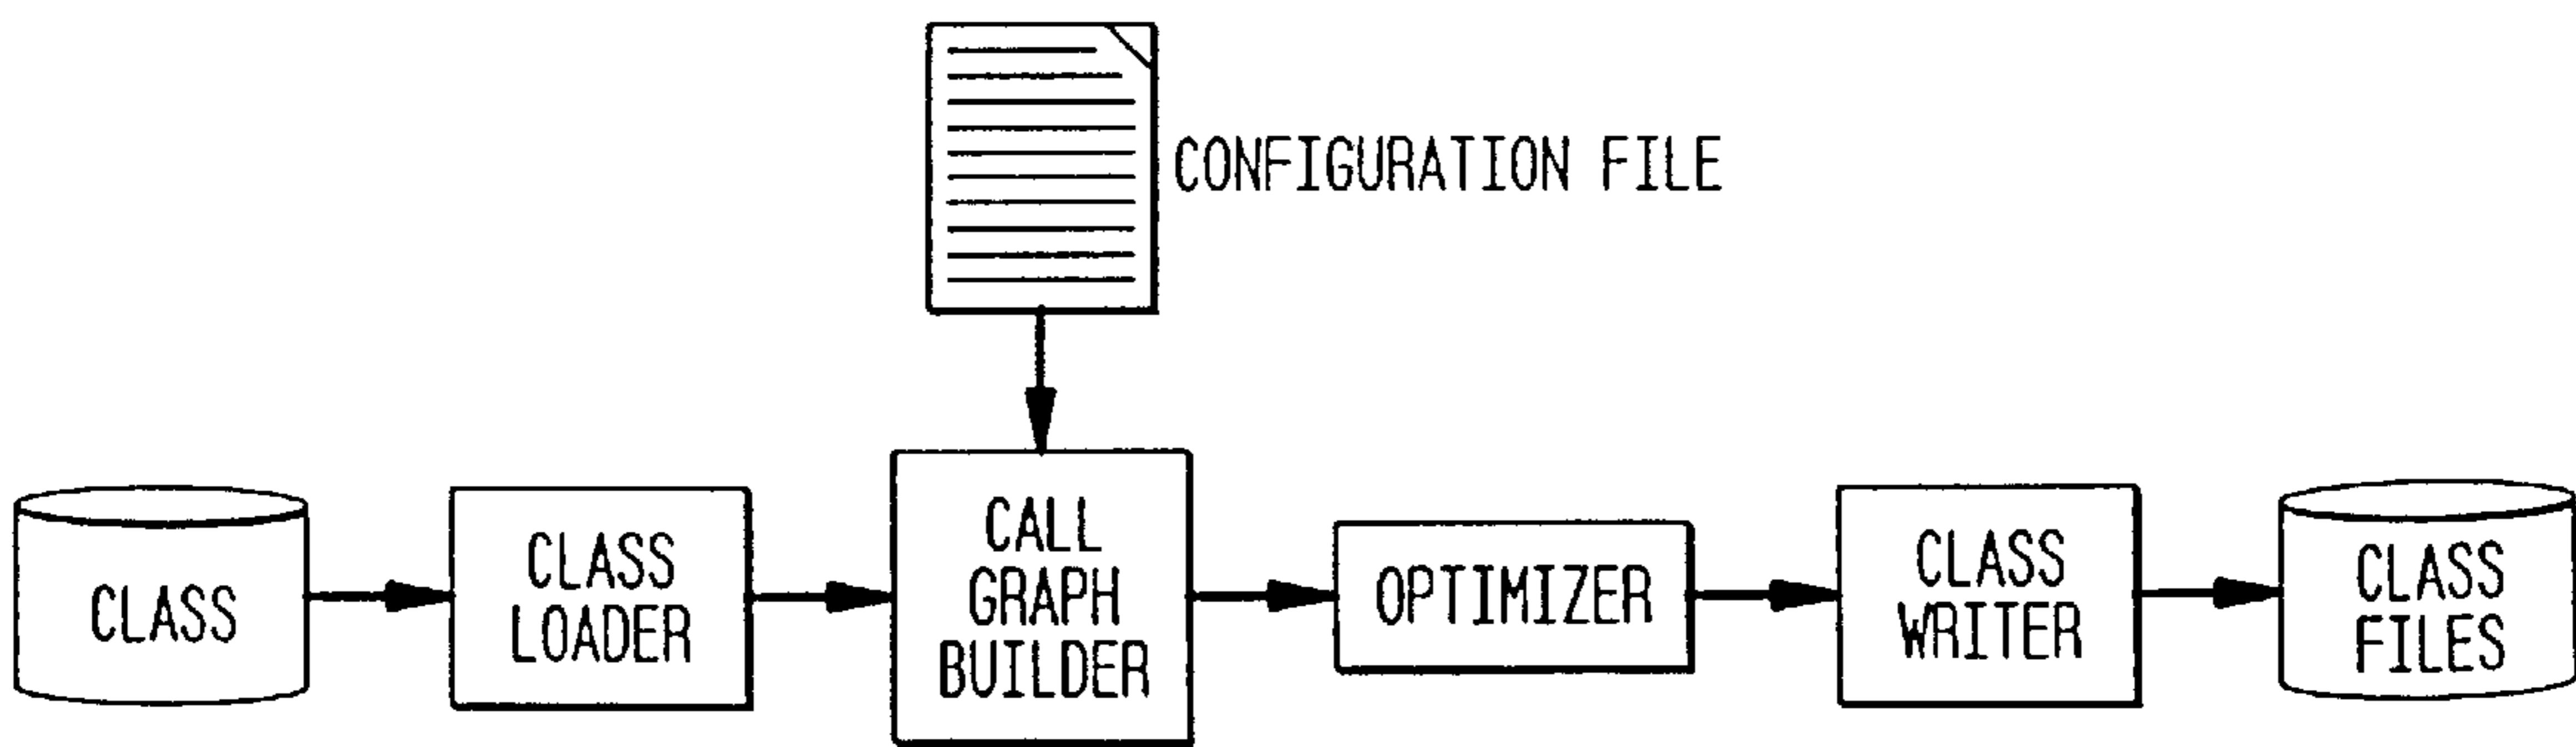 CONFIGURATION FILE
CLASS
CLASS
LOADER
CALL
GRAPH
BUILDER
OPTIMIZER
CLASS
WRITER
CLASS
FILES